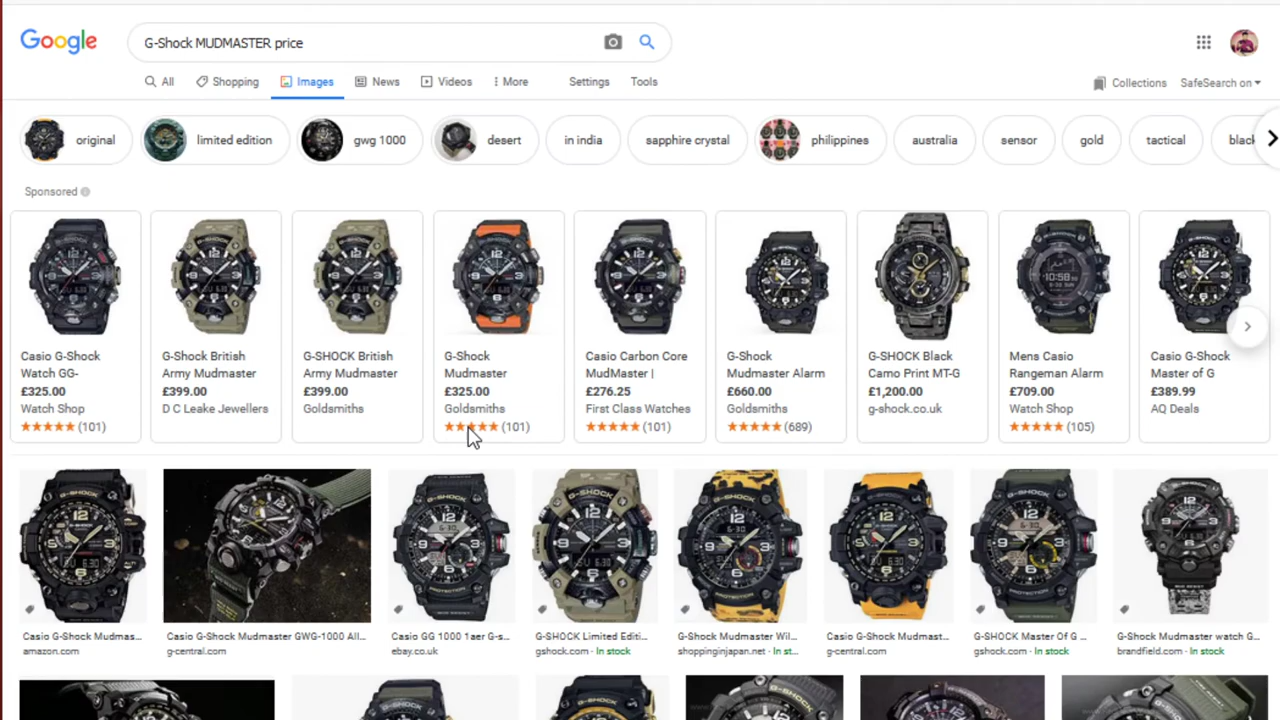 Google
G-Shock MUDMASTER price
All
Shopping
Images
News
Videos
More
Settings
Tools
Collections
SafeSearch on
original
limited edition
gwg 1000
desert
in india
sapphire crystal
philippines
australia
sensor
gold
tactical
black
Sponsored
Casio G-Shock
Watch GG-
£325.00
Watch Shop
(101)
G-Shock British
Army Mudmaster
£399.00
D C Leake Jewellers
G-SHOCK British
Army Mudmaster
£399.00
Goldsmiths
G-Shock
Mudmaster
£325.00
Goldsmiths
(101)
Casio Carbon Core
MudMaster |
£276.25
First Class Watches
(101)
G-Shock
Mudmaster Alarm
£660.00
Goldsmiths
(689)
G-SHOCK Black
Camo Print MT-G
£1,200.00
g-shock.co.uk
Mens Casio
Rangeman Alarm
£709.00
Watch Shop
(105)
Casio G-Shock
Master of G
£389.99
AQ Deals
Casio G-Shock Mudmas...
amazon.com
Casio G-Shock Mudmaster GWG-1000 All...
g-central.com
Casio GG 1000 1aer G-s...
ebay.co.uk
G-SHOCK Limited Editi...
gshock.com · In stock
G-Shock Mudmaster Wil...
shoppinginjapan.net · In st...
Casio G-Shock Mudmast...
g-central.com
G-SHOCK Master Of G ...
gshock.com · In stock
G-Shock Mudmaster watch G...
brandfield.com · In stock